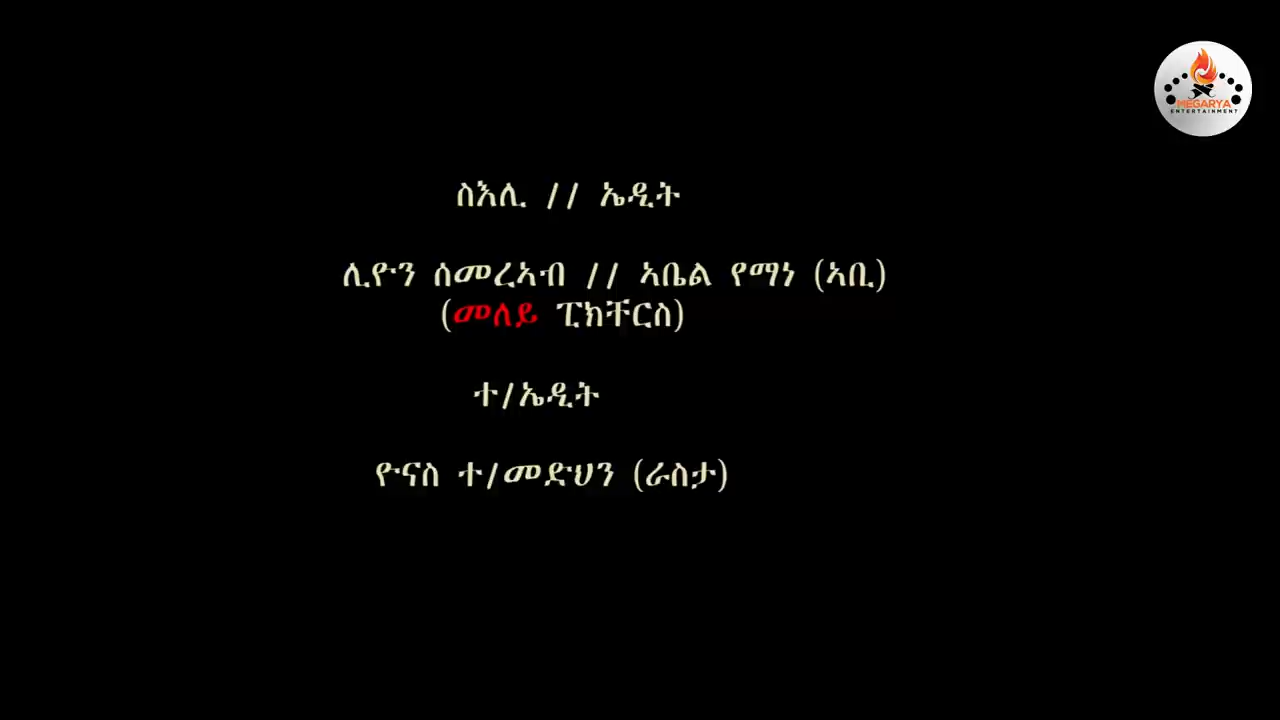 MEGARYA
ENTERTAINMENT
ስእሊ // ኤዲት
ሊዮን ሰመረኣብ // ኣቤል የማነ (ኣቢ)
(መለይ ፒክቸርስ)
ተ/ኤዲት
ዮናስ ተ/መድህን (ራስታ)